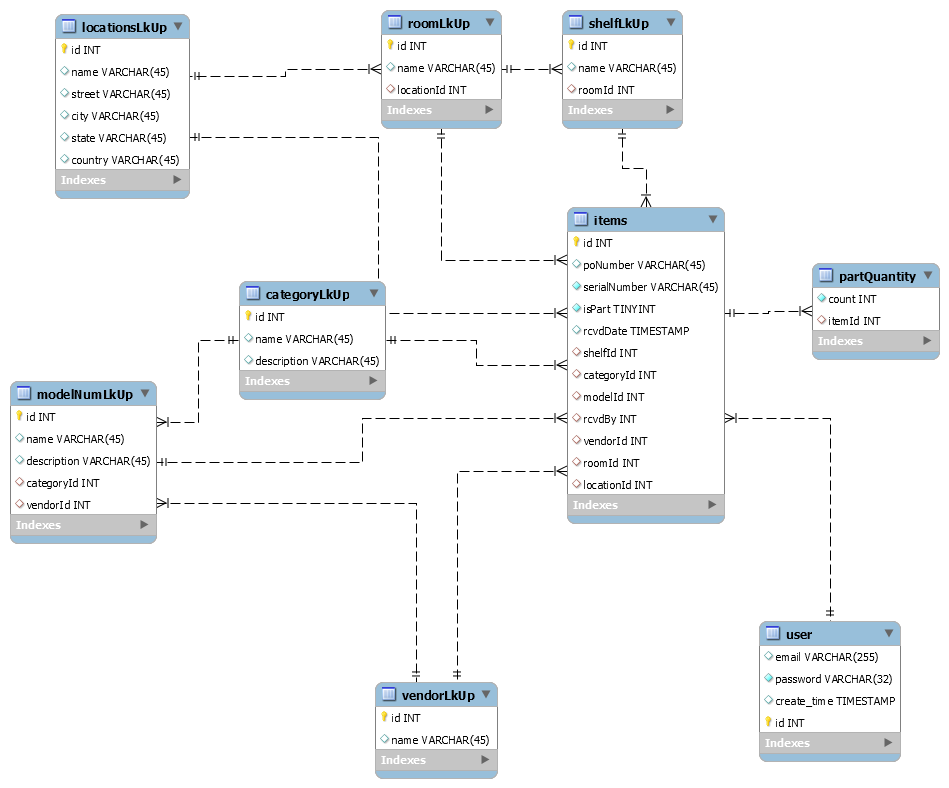 locationsLkUp
id INT
name VARCHAR(45)
street VARCHAR(45)
city VARCHAR(45)
state VARCHAR(45)
country VARCHAR(45)
Indexes
roomLkUp
id INT
name VARCHAR(45)
locationId INT
Indexes
shelfLkUp
id INT
name VARCHAR(45)
roomId INT
Indexes
items
id INT
poNumber VARCHAR(45)
serialNumber VARCHAR(45)
isPart TINYINT
rcvdDate TIMESTAMP
shelfId INT
categoryId INT
modelId INT
rcvdBy INT
vendorId INT
roomId INT
locationId INT
Indexes
partQuantity
count INT
itemId INT
Indexes
categoryLkUp
id INT
name VARCHAR(45)
description VARCHAR(45)
Indexes
modelNumLkUp
id INT
name VARCHAR(45)
description VARCHAR(45)
categoryId INT
vendorId INT
Indexes
vendorLkUp
id INT
name VARCHAR(45)
Indexes
user
email VARCHAR(255)
password VARCHAR(32)
create_time TIMESTAMP
id INT
Indexes